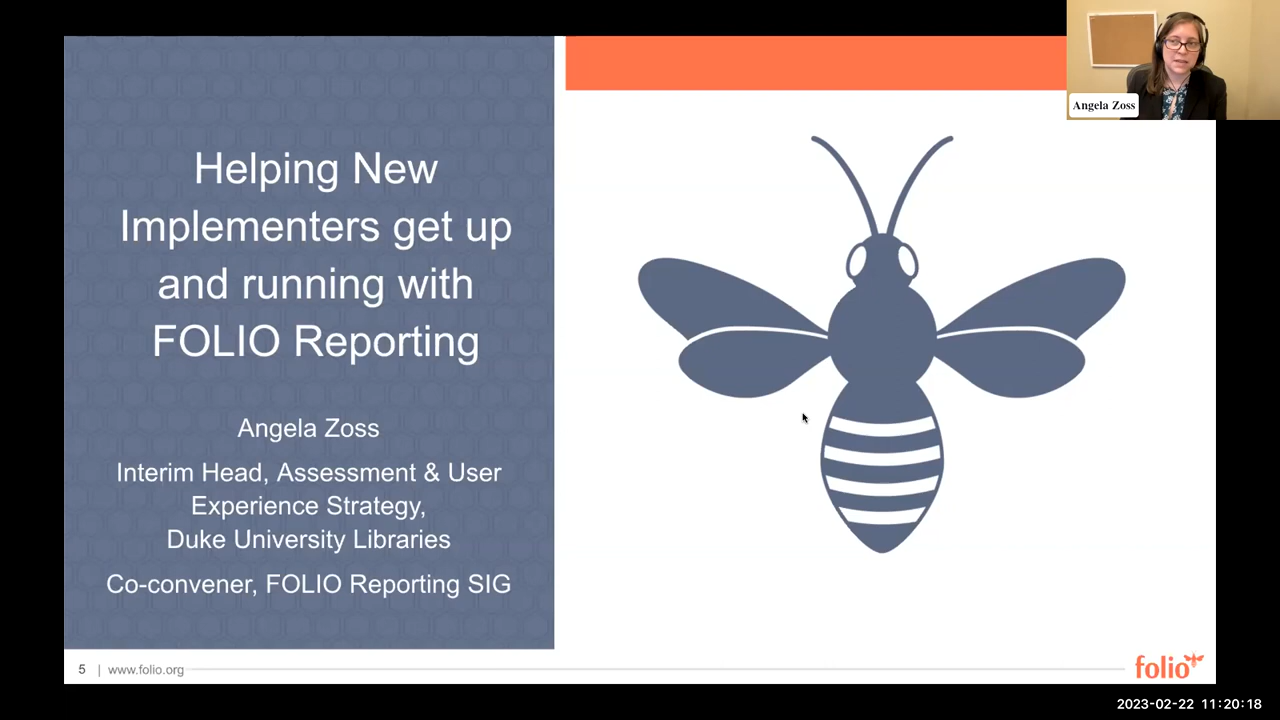 Helping New
Implementers get up
and running with
FOLIO Reporting
Angela Zoss
Interim Head, Assessment & User
Experience Strategy,
Duke University Libraries
Co-convener, FOLIO Reporting SIG
Angela Zoss
5 | www.folio.org
folio
2023-02-22 11:20:18